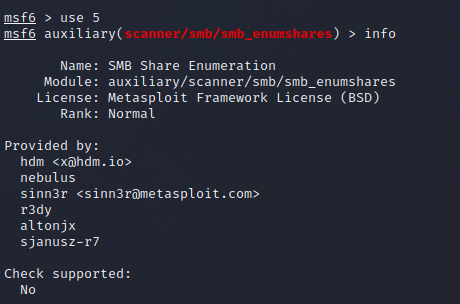 msf6 > use 5
msf6 auxiliary(scanner/smb/smb_enumshares) > info
Name: SMB Share Enumeration
Module: auxiliary/scanner/smb/smb_enumshares
License: Metasploit Framework License (BSD)
Rank: Normal
Provided by:
hdm <x@hdm.io>
nebulus
sinn3r <sinn3r@metasploit.com>
r3dy
altonjx
sjanusz-r7
Check supported:
No